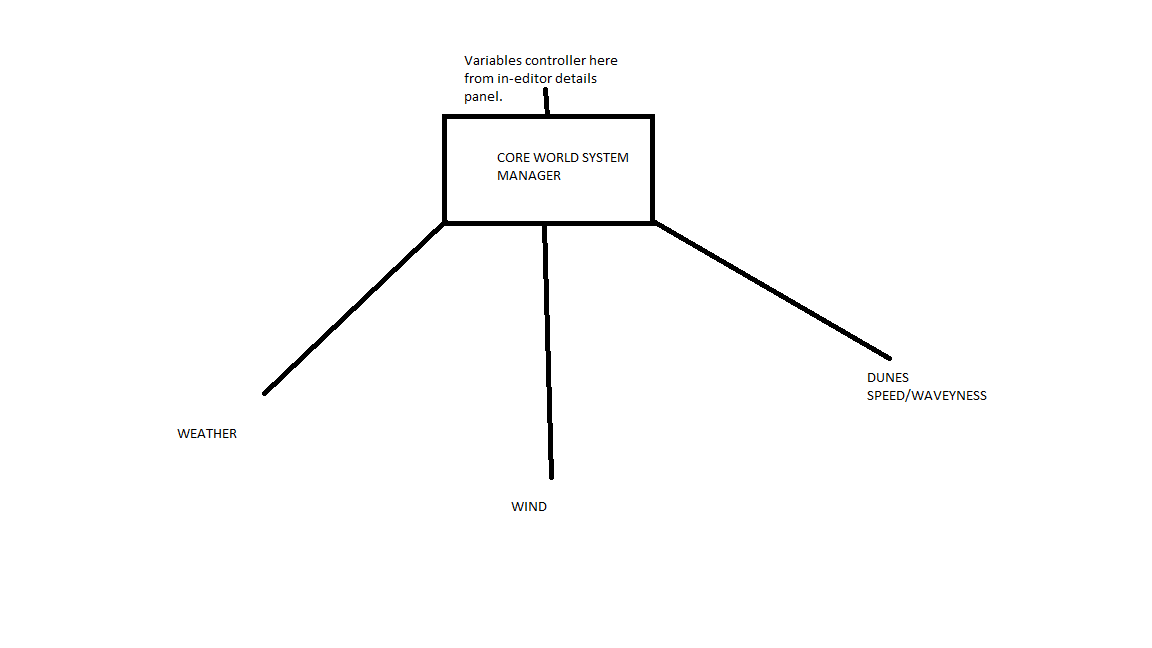 Variables controller here
from in-editor details
panel.
CORE WORLD SYSTEM
MANAGER
DUNES
SPEED/WAVEYNESS
WEATHER
WIND